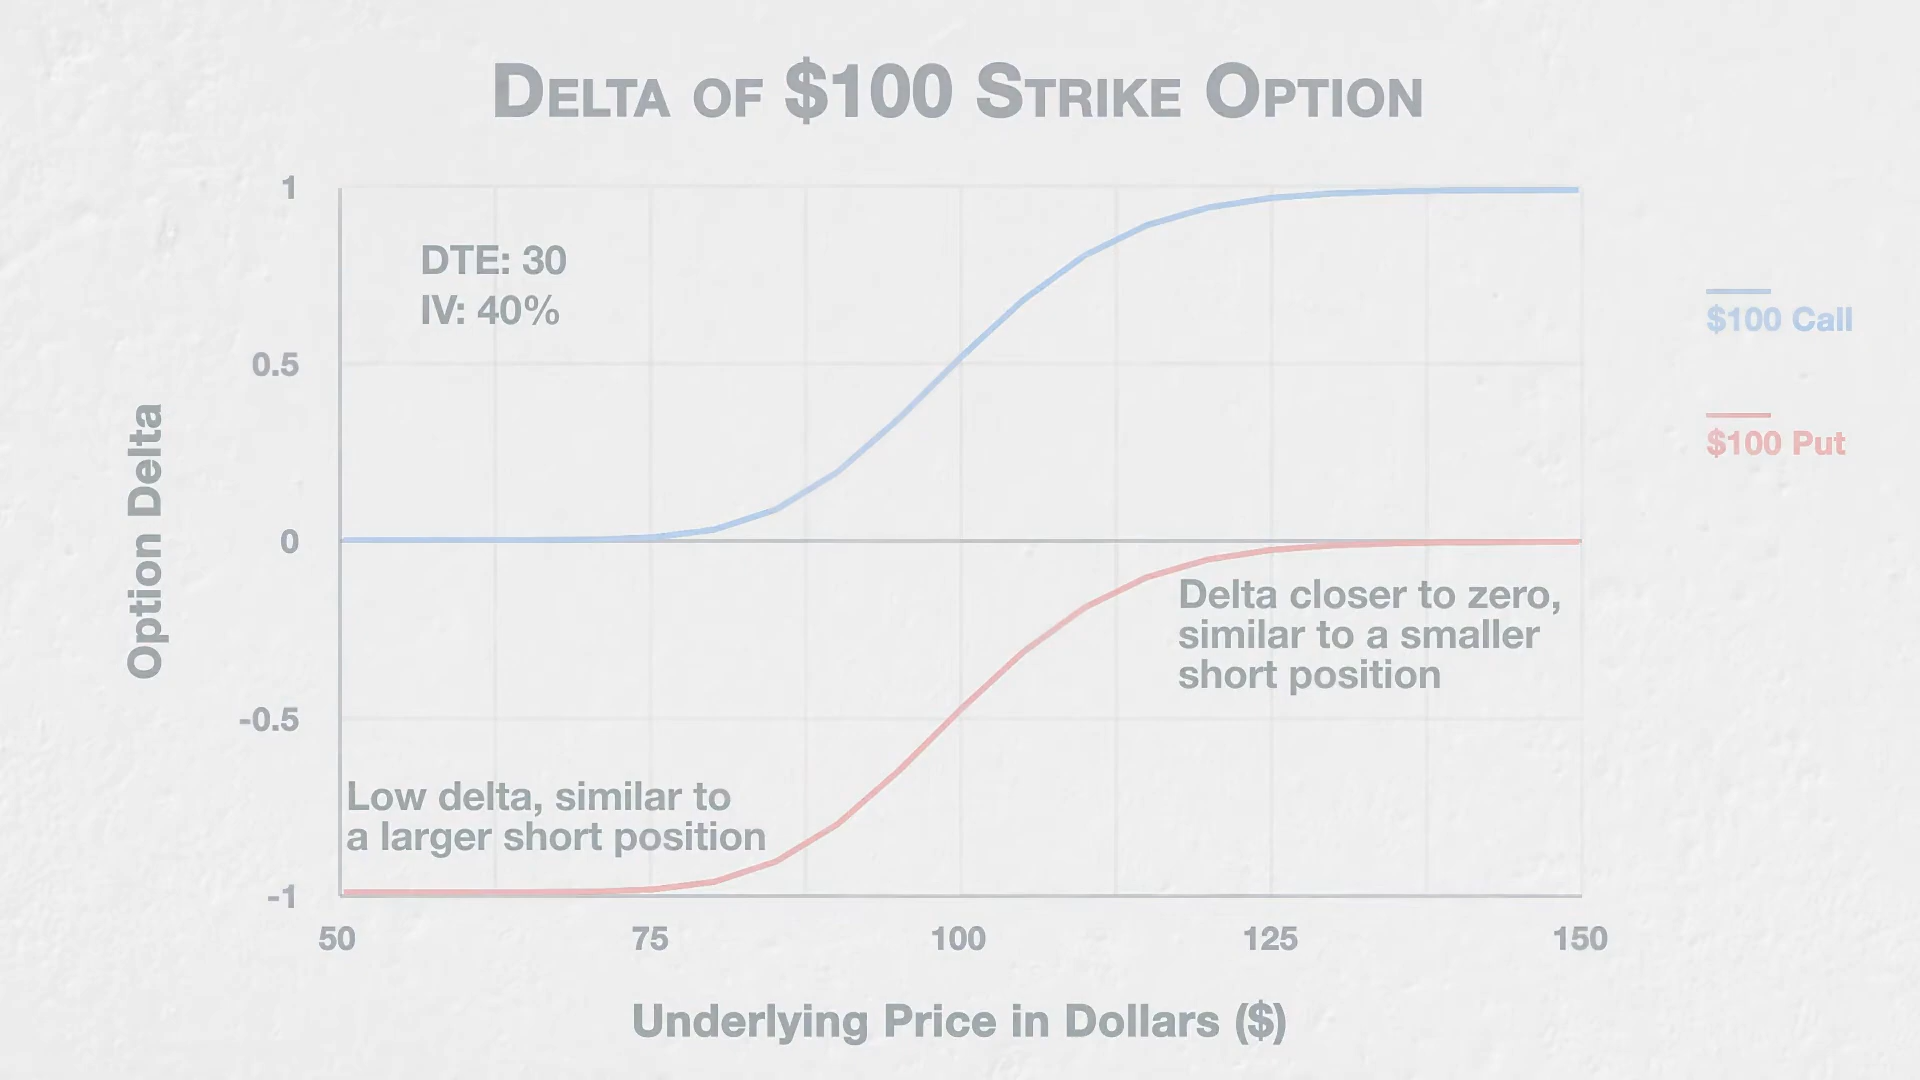 Delta of $100 Strike Option
1
DTE: 30
IV: 40%
$100 Call
0.5
$100 Put
Option Delta
0
Delta closer to zero,
similar to a smaller
short position
-0.5
Low delta, similar to
a larger short position
-1
50 75 100 125 150
Underlying Price in Dollars ($)